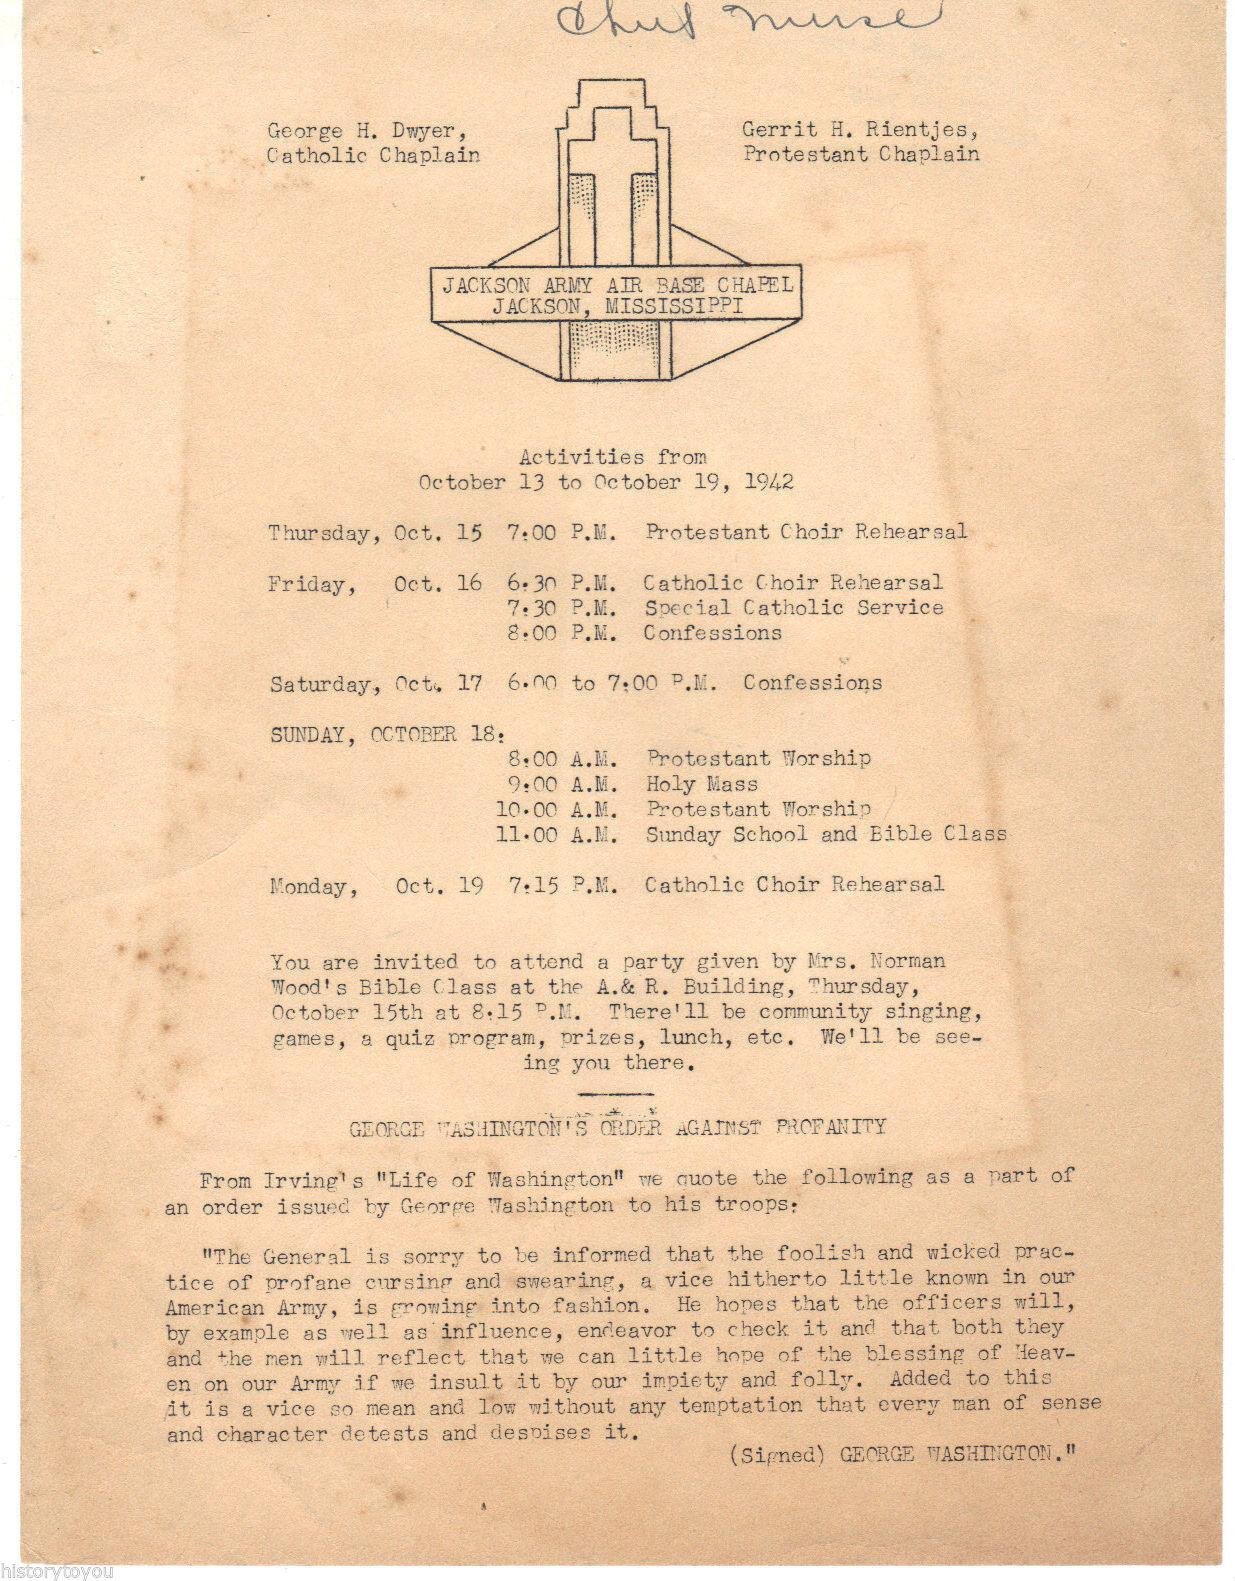 Chief Nurse
George H. Dwyer,
Catholic Chaplain
Gerrit H. Rientjes,
Protestant Chaplain
JACKSON ARMY AIR BASE CHAPEL
JACKSON, MISSISSIPPI
Activities from
October 13 to October 19, 1942
Thursday, Oct. 15 7:00 P.M. Protestant Choir Rehearsal
Friday, Oct. 16 6:30 P.M. Catholic Choir Rehearsal
7:30 P.M. Special Catholic Service
8:00 P.M. Confessions
Saturday, Oct. 17 6:00 to 7:00 P.M. Confessions
SUNDAY, OCTOBER 18:
8:00 A.M. Protestant Worship
9:00 A.M. Holy Mass
10:00 A.M. Protestant Worship
11:00 A.M. Sunday School and Bible Class
Monday, Oct. 19 7:15 P.M. Catholic Choir Rehearsal
You are invited to attend a party given by Mrs. Norman
Wood's Bible Class at the A.& R. Building, Thursday,
October 15th at 8:15 P.M. There'll be community singing,
games, a quiz program, prizes, lunch, etc. We'll be see-
ing you there.
GEORGE WASHINGTON'S ORDER AGAINST PROFANITY
From Irving's "Life of Washington" we quote the following as a part of
an order issued by George Washington to his troops:
"The General is sorry to be informed that the foolish and wicked prac-
tice of profane cursing and swearing, a vice hitherto little known in our
American Army, is growing into fashion. He hopes that the officers will,
by example as well as influence, endeavor to check it and that both they
and the men will reflect that we can little hope of the blessing of Heav-
en on our Army if we insult it by our impiety and folly. Added to this
it is a vice so mean and low without any temptation that every man of sense
and character detests and despises it.
(Signed) GEORGE WASHINGTON."
historytoyou